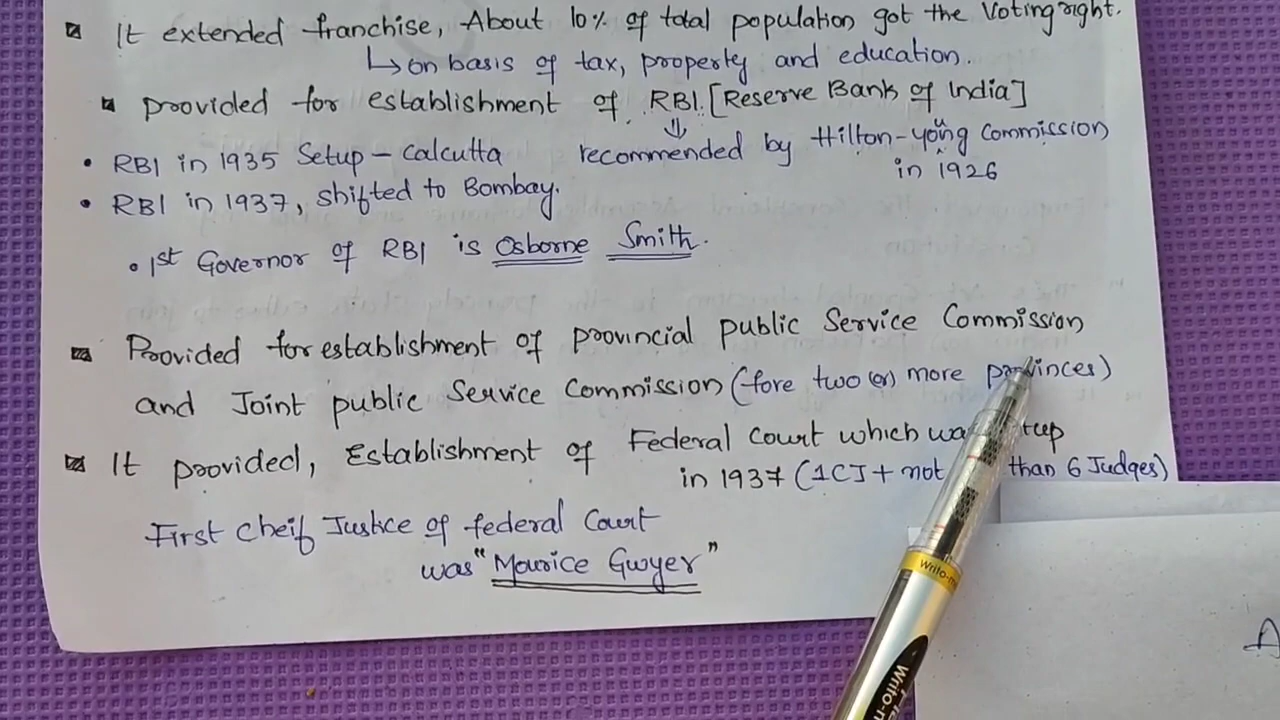 It extended franchise, About 10% of total population got the Voting right.
↳ on basis of tax, property and education.
provided for establishment of RBI. [Reserve Bank of India]
⇓
• RBI in 1935 Setup - Calcutta recommended by Hilton-young Commission
in 1926
• RBI in 1937, shifted to Bombay.
• 1st Governor of RBI is Osborne Smith.
Provided for establishment of provincial public Service Commission
and Joint public Service Commission (fore two (or) more provinces)
It provided, Establishment of Federal Court which
in 1937 (1CJ + not than 6 Judges)
First Cheif Justice of federal Court
was "Mourice Gwyer"
Write-m
Write-n
A